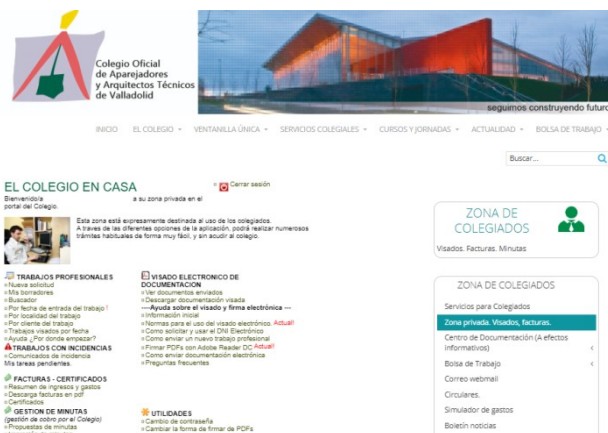 Colegio Oficial
de Aparejadores
y Arquitectos Técnicos
de Valladolid
seguimos construyendo futuro
INICIO EL COLEGIO VENTANILLA ÚNICA SERVICIOS COLEGIALES CURSOS Y JORNADAS ACTUALIDAD BOLSA DE TRABAJO
Buscar...
EL COLEGIO EN CASA
Cerrar sesión
Bienvenido/a a su zona privada en el
portal del Colegio.
Esta zona está expresamente destinada al uso de los colegiados.
A traves de las diferentes opciones de la aplicación, podrá realizar numerosos
trámites habituales de forma muy fácil, y sin acudir al colegio.
TRABAJOS PROFESIONALES
Nueva solicitud
Mis borradores
Buscador
Por fecha de entrada del trabajo !
Por localidad del trabajo
Por cliente del trabajo
Trabajos visados por fecha
Ayuda ¿Por donde empezar?
TRABAJOS CON INCIDENCIAS
Comunicados de incidencia
Mis tareas pendientes.
FACTURAS - CERTIFICADOS
Resumen de ingresos y gastos
Descarga facturas en pdf
Certificados
GESTION DE MINUTAS
(gestión de cobro por el Colegio)
Propuestas de minutas
VISADO ELECTRONICO DE
DOCUMENTACION
Ver documentos enviados
Descargar documentación visada
----Ayuda sobre el visado y firma electrónica ---
Información inicial
Normas para el uso del visado electrónico. Actual!
Como solicitar y usar el DNI Electrónico
Como enviar un nuevo trabajo profesional
Firmar PDFs con Adobe Reader DC Actual!
Como enviar documentación electrónica
Preguntas frecuentes
UTILIDADES
Cambio de contraseña
Cambiar la forma de firmar de PDFs
ZONA DE
COLEGIADOS
Visados. Facturas. Minutas
ZONA DE COLEGIADOS
Servicios para Colegiados
Zona privada. Visados, facturas.
Centro de Documentación (A efectos
informativos)
Bolsa de Trabajo
Correo webmail
Circulares.
Simulador de gastos
Boletín noticias